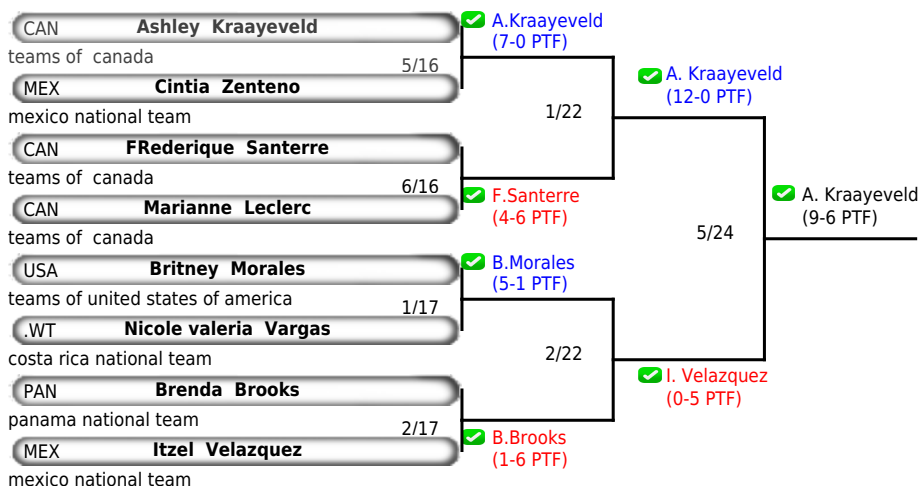 CAN Ashley Kraayeveld
teams of canada
5/16
MEX Cintia Zenteno
mexico national team
A.Kraayeveld
(7-0 PTF)
CAN FRederique Santerre
teams of canada
6/16
CAN Marianne Leclerc
teams of canada
F.Santerre
(4-6 PTF)
1/22
A. Kraayeveld
(12-0 PTF)
USA Britney Morales
teams of united states of america
1/17
.WT Nicole valeria Vargas
costa rica national team
B.Morales
(5-1 PTF)
PAN Brenda Brooks
panama national team
2/17
MEX Itzel Velazquez
mexico national team
B.Brooks
(1-6 PTF)
2/22
I. Velazquez
(0-5 PTF)
5/24
A. Kraayeveld
(9-6 PTF)